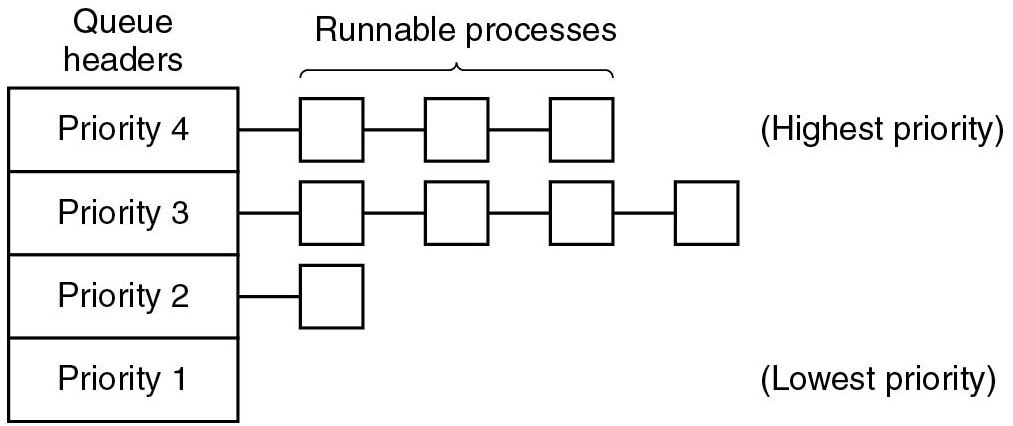 Queue
headers
Runnable processes
Priority 4
(Highest priority)
Priority 3
Priority 2
Priority 1
(Lowest priority)